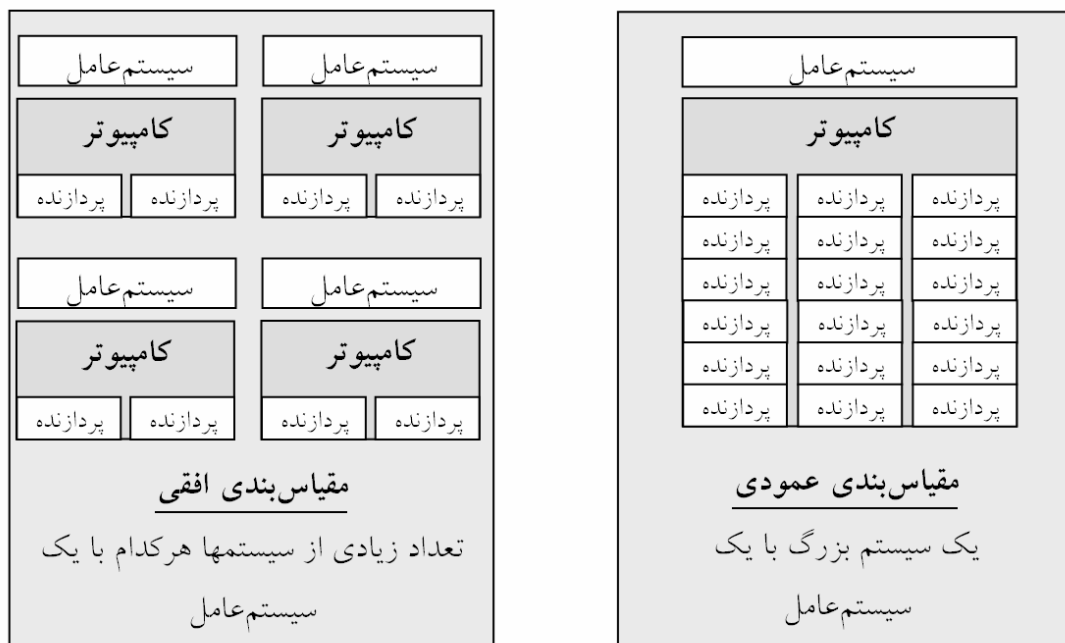 سیستم‌عامل
کامپیوتر
پردازنده پردازنده پردازنده
پردازنده پردازنده پردازنده
پردازنده پردازنده پردازنده
پردازنده پردازنده پردازنده
پردازنده پردازنده پردازنده
پردازنده پردازنده پردازنده
مقیاس‌بندی عمودی
یک سیستم بزرگ با یک
سیستم‌عامل
سیستم‌عامل سیستم‌عامل
کامپیوتر کامپیوتر
پردازنده پردازنده پردازنده پردازنده
سیستم‌عامل سیستم‌عامل
کامپیوتر کامپیوتر
پردازنده پردازنده پردازنده پردازنده
مقیاس‌بندی افقی
تعداد زیادی از سیستمها هرکدام با یک
سیستم‌عامل